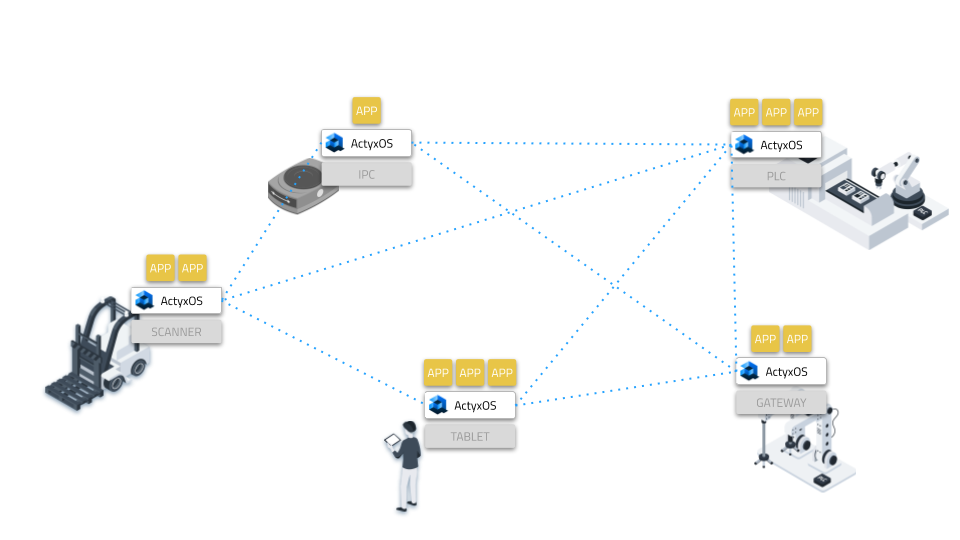 APP
ActyxOS
IPC
APP APP APP
ActyxOS
PLC
APP APP
ActyxOS
SCANNER
APP APP APP
ActyxOS
TABLET
APP APP
ActyxOS
GATEWAY